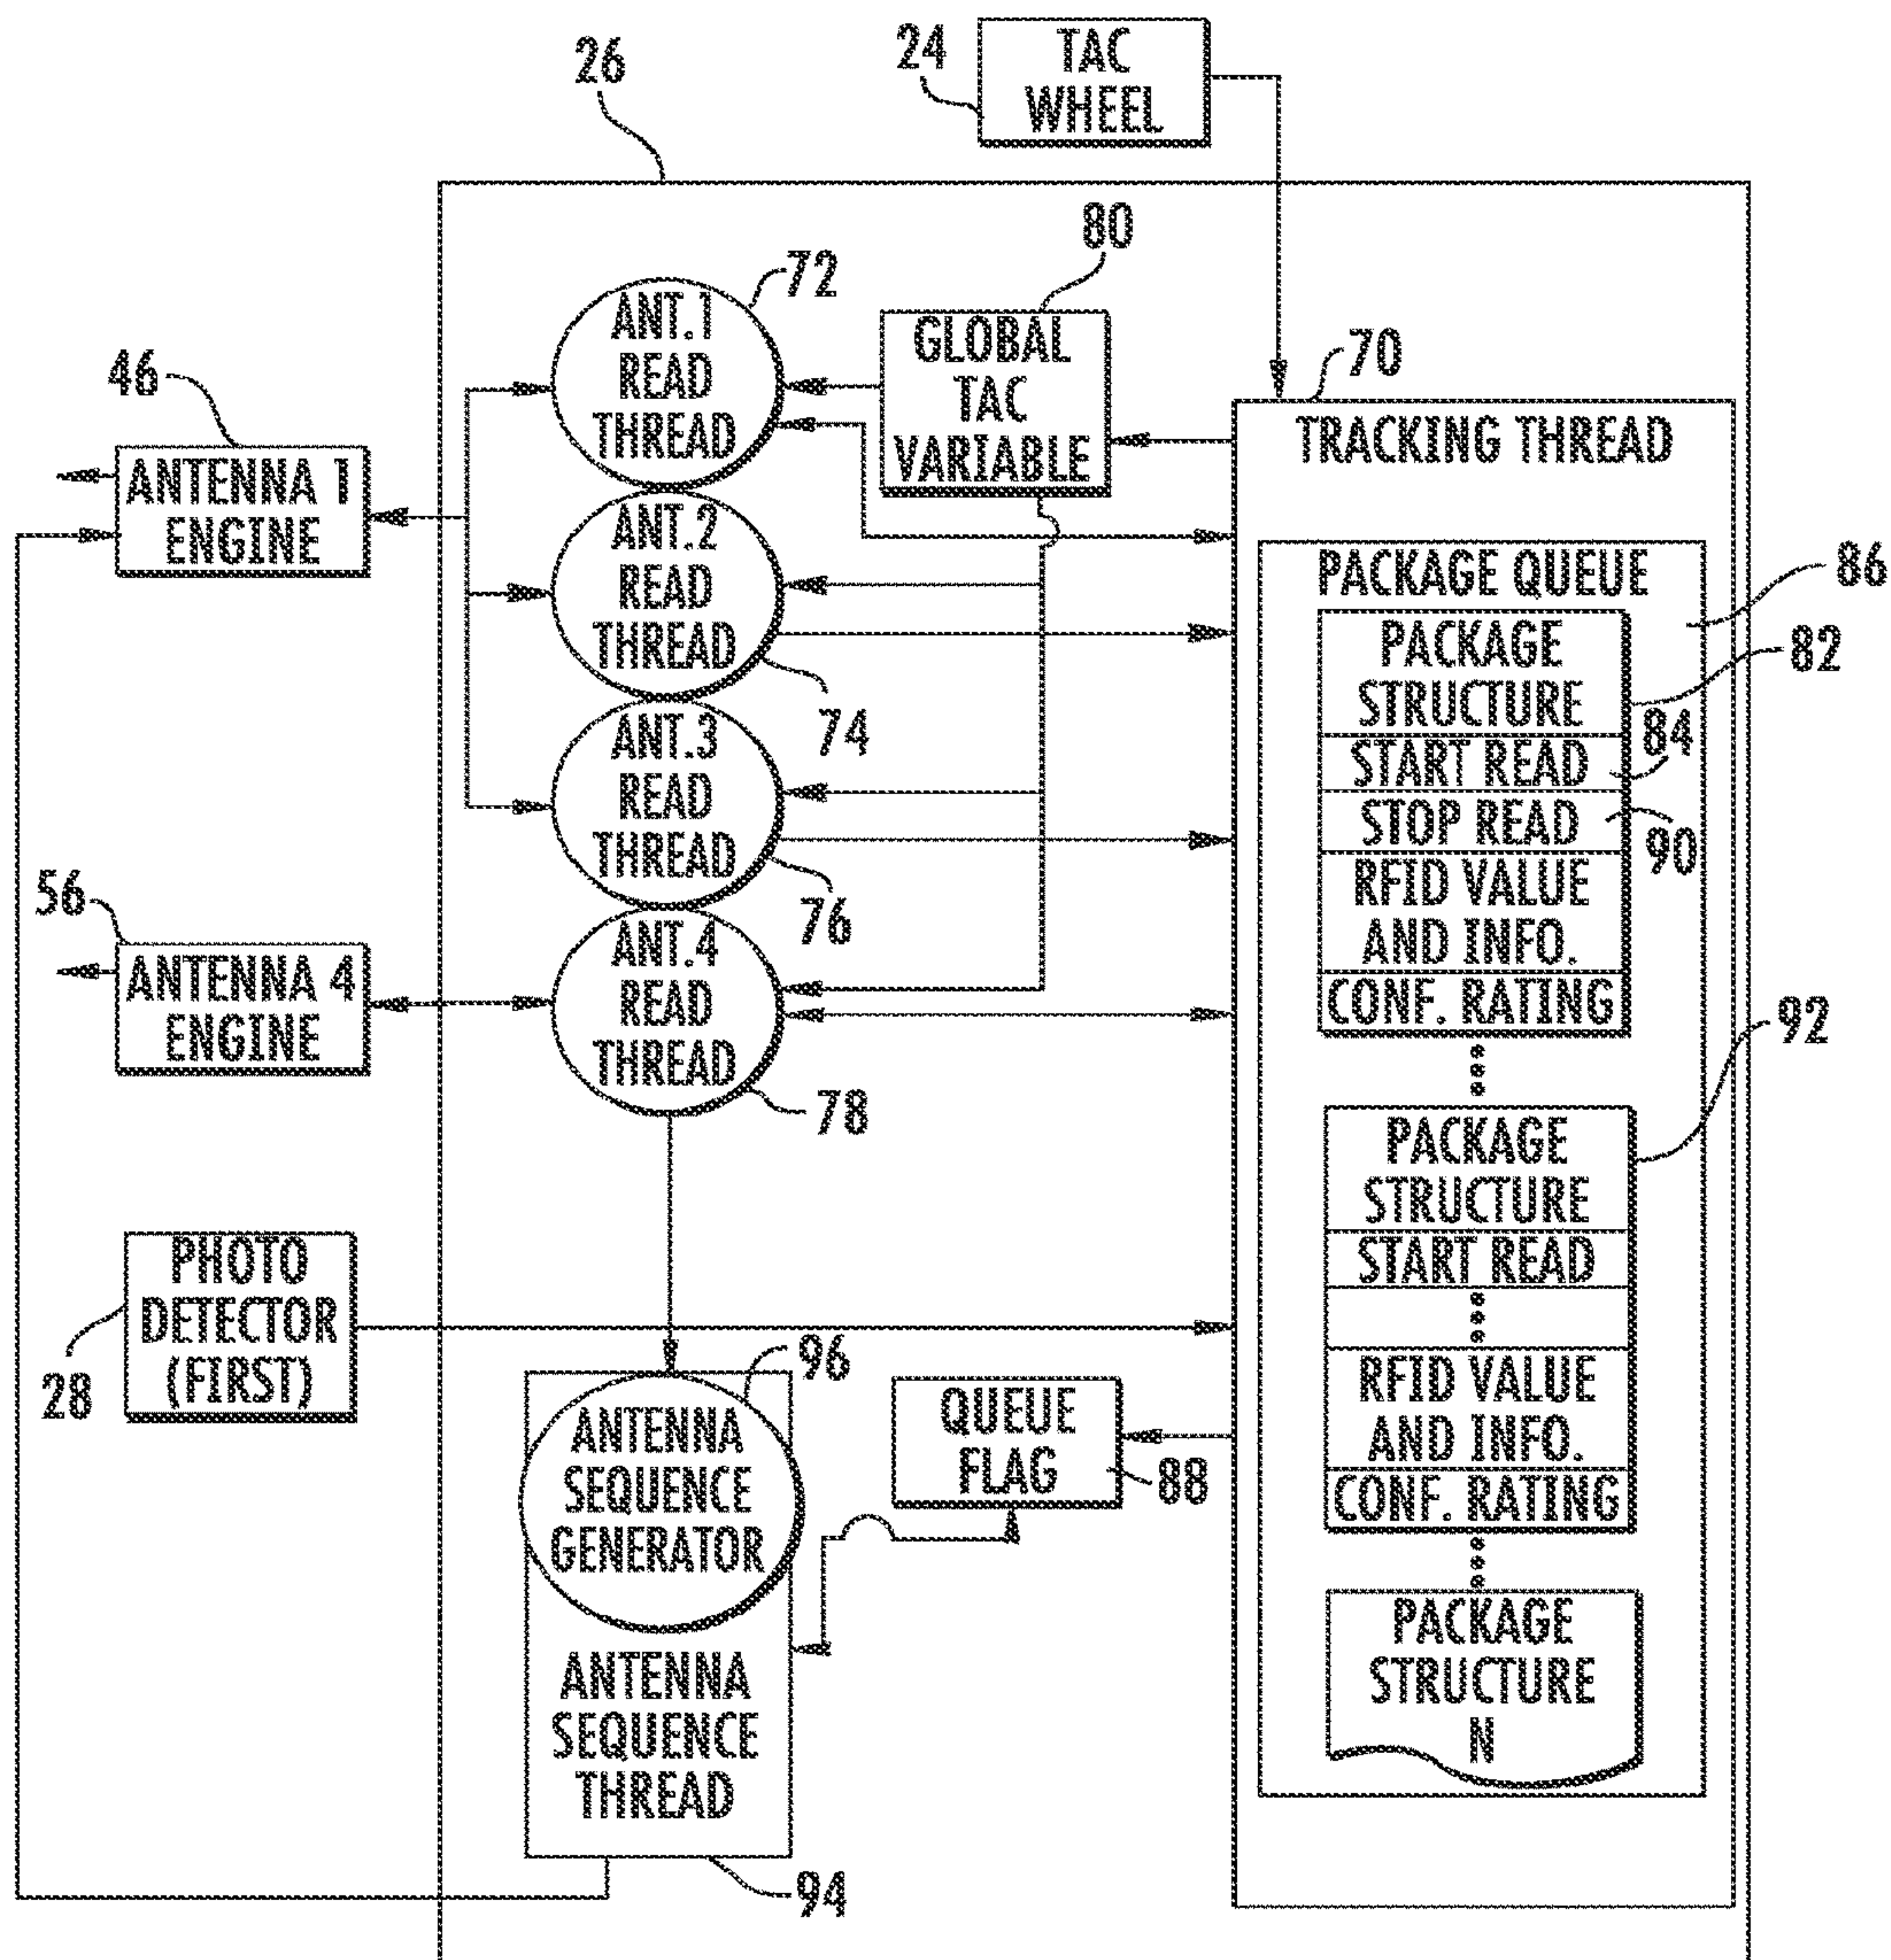 24
TAC
WHEEL
26
80
72
ANT.1
READ
THREAD
GLOBAL
TAC
VARIABLE
70
TRACKING THREAD
46
ANTENNA 1
ENGINE
ANT.2
READ
THREAD
74
PACKAGE QUEUE
86
PACKAGE
STRUCTURE
82
START READ
84
STOP READ
90
RFID VALUE
AND INFO.
CONF. RATING
ANT.3
READ
THREAD
76
56
ANTENNA 4
ENGINE
ANT.4
READ
THREAD
78
92
PACKAGE
STRUCTURE
START READ
RFID VALUE
AND INFO.
CONF. RATING
PHOTO
DETECTOR
(FIRST)
28
96
ANTENNA
SEQUENCE
GENERATOR
QUEUE
FLAG
88
ANTENNA
SEQUENCE
THREAD
94
PACKAGE
STRUCTURE
N